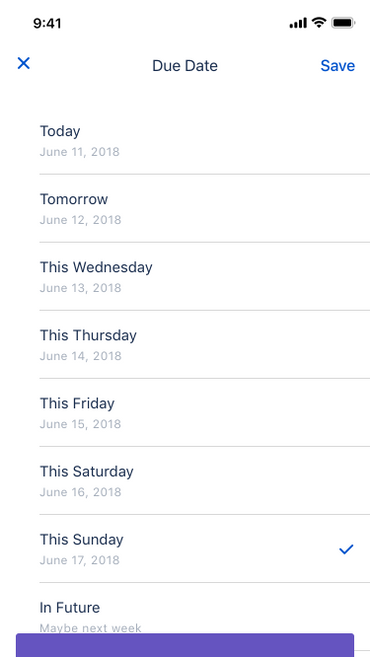 9:41
Due Date
Save
Today
June 11, 2018
Tomorrow
June 12, 2018
This Wednesday
June 13, 2018
This Thursday
June 14, 2018
This Friday
June 15, 2018
This Saturday
June 16, 2018
This Sunday
June 17, 2018
In Future
Maybe next week